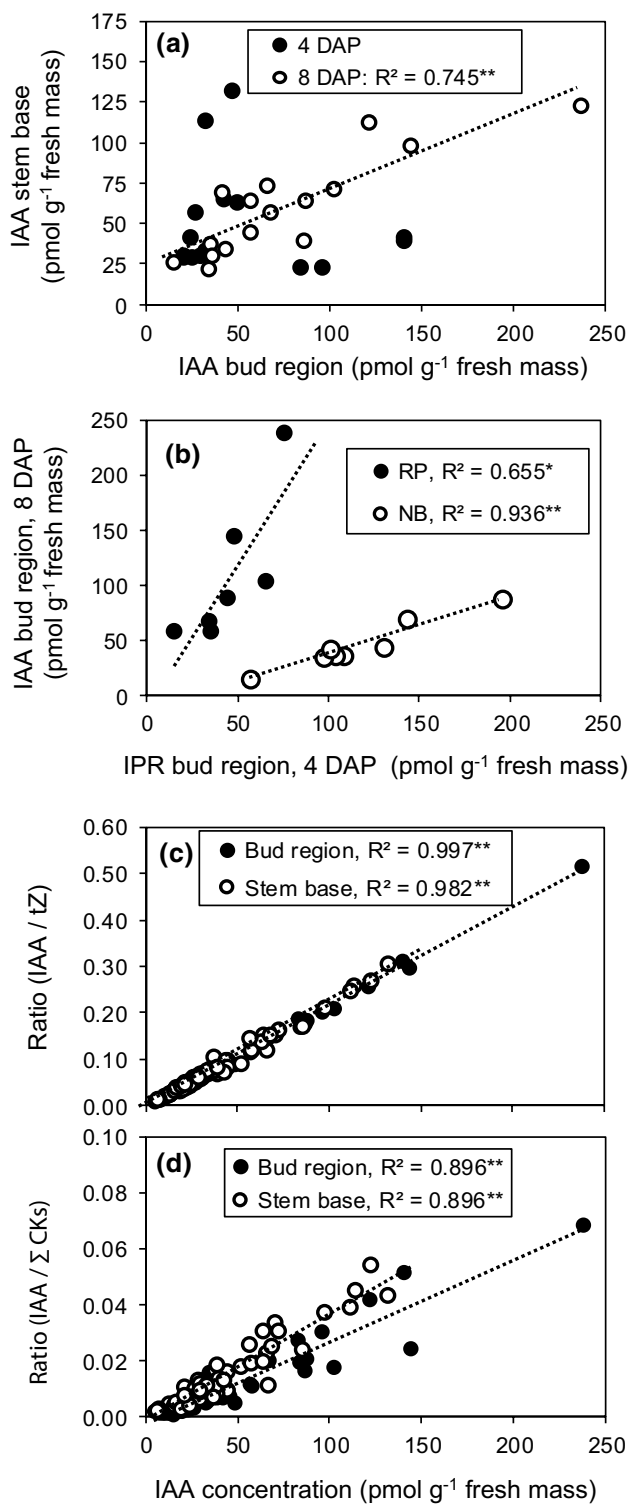 (a)
4 DAP
8 DAP: R² = 0.745**
175
150
125
100
75
50
25
0
IAA stem base
(pmol g⁻¹ fresh mass)
0 50 100 150 200 250
IAA bud region (pmol g⁻¹ fresh mass)
(b)
RP, R² = 0.655*
NB, R² = 0.936**
250
200
150
100
50
0
IAA bud region, 8 DAP
(pmol g⁻¹ fresh mass)
0 50 100 150 200 250
IPR bud region, 4 DAP (pmol g⁻¹ fresh mass)
(c)
Bud region, R² = 0.997**
Stem base, R² = 0.982**
0.60
0.50
0.40
0.30
0.20
0.10
0.00
Ratio (IAA / tZ)
(d)
Bud region, R² = 0.896**
Stem base, R² = 0.896**
0.10
0.08
0.06
0.04
0.02
0.00
Ratio (IAA / Σ CKs)
0 50 100 150 200 250
IAA concentration (pmol g⁻¹ fresh mass)